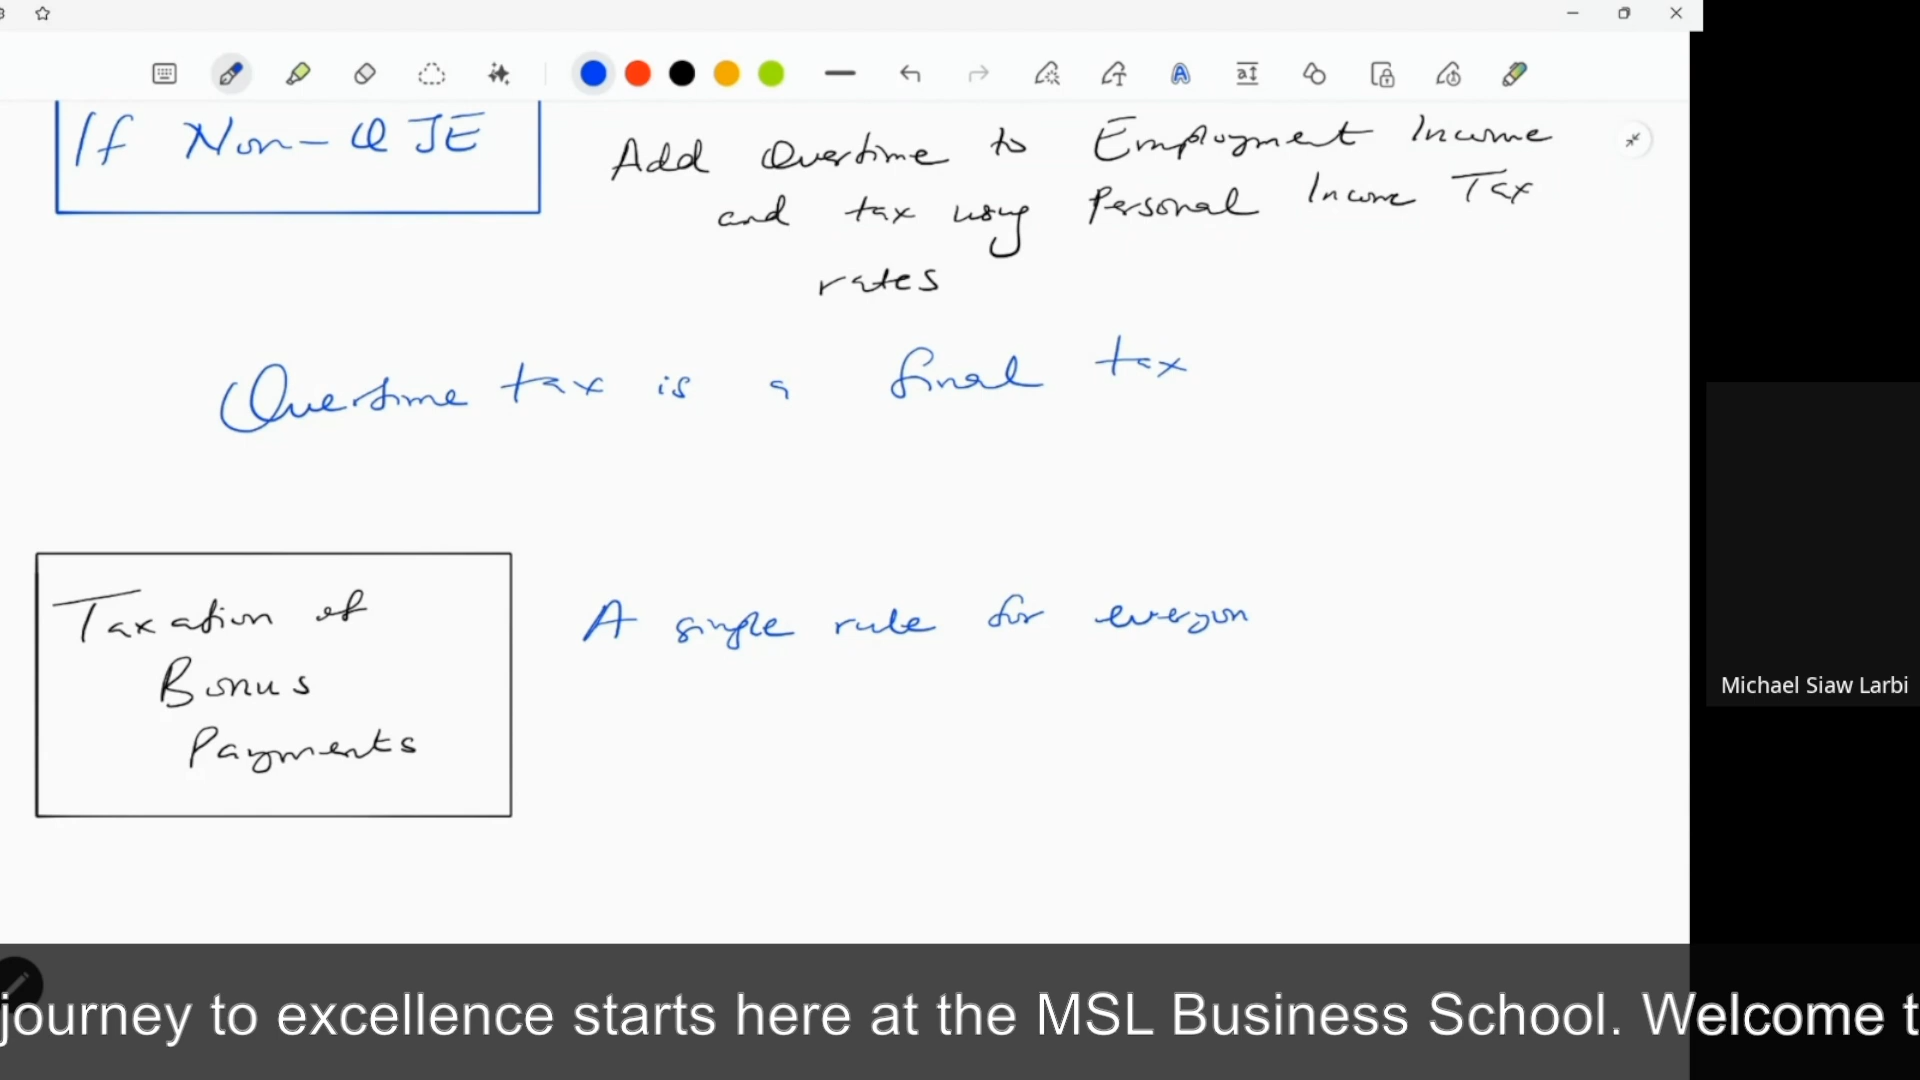 If Non-QJE
Add Overtime to Employment Income
and tax using Personal Income Tax
rates
Overtime tax is a final tax
Taxation of
Bonus
Payments
A single rule for everyon
Michael Siaw Larbi
journey to excellence starts here at the MSL Business School. Welcome t